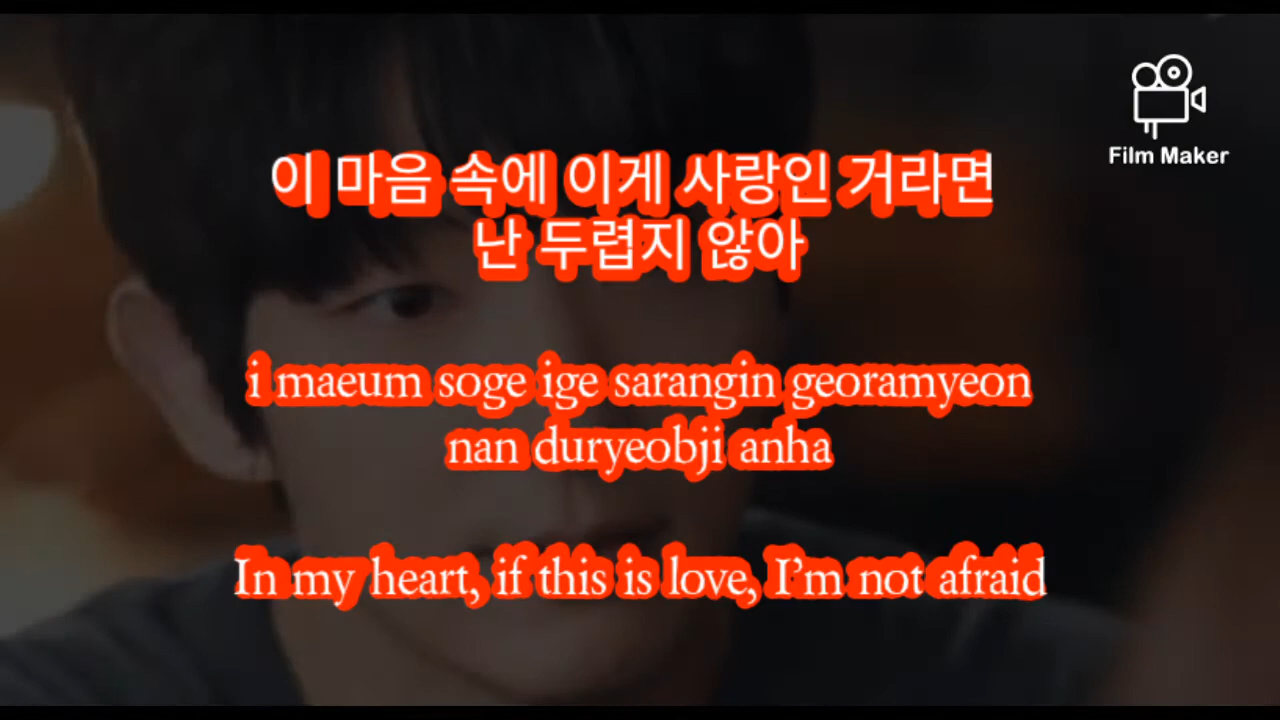 Film Maker
이 마음 속에 이게 사랑인 거라면
난 두렵지 않아
i maeum soge ige sarangin georamyeon
nan duryeobji anha
In my heart, if this is love, I'm not afraid